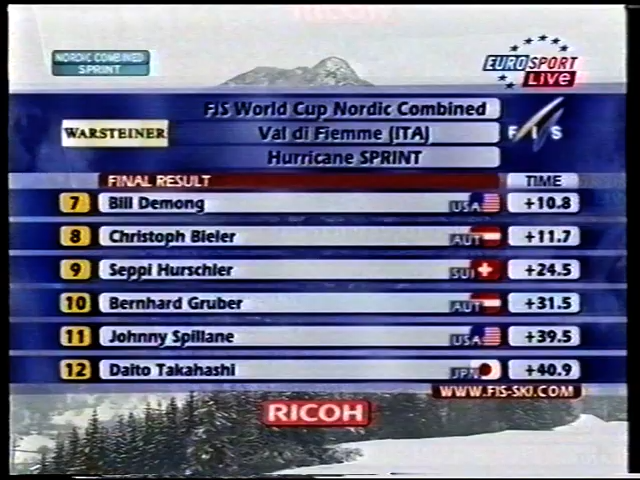 RICOH
NORDIC COMBINED
SPRINT
EUROSPORT
LIVE
FIS World Cup Nordic Combined
WARSTEINER
Val di Fiemme (ITA)
FIS
Hurricane SPRINT
FINAL RESULT TIME
7 Bill Demong USA +10.8
8 Christoph Bieler AUT +11.7
9 Seppi Hurschler SUI +24.5
10 Bernhard Gruber AUT +31.5
11 Johnny Spillane USA +39.5
12 Daito Takahashi JPN +40.9
WWW.FIS-SKI.COM
RICOH